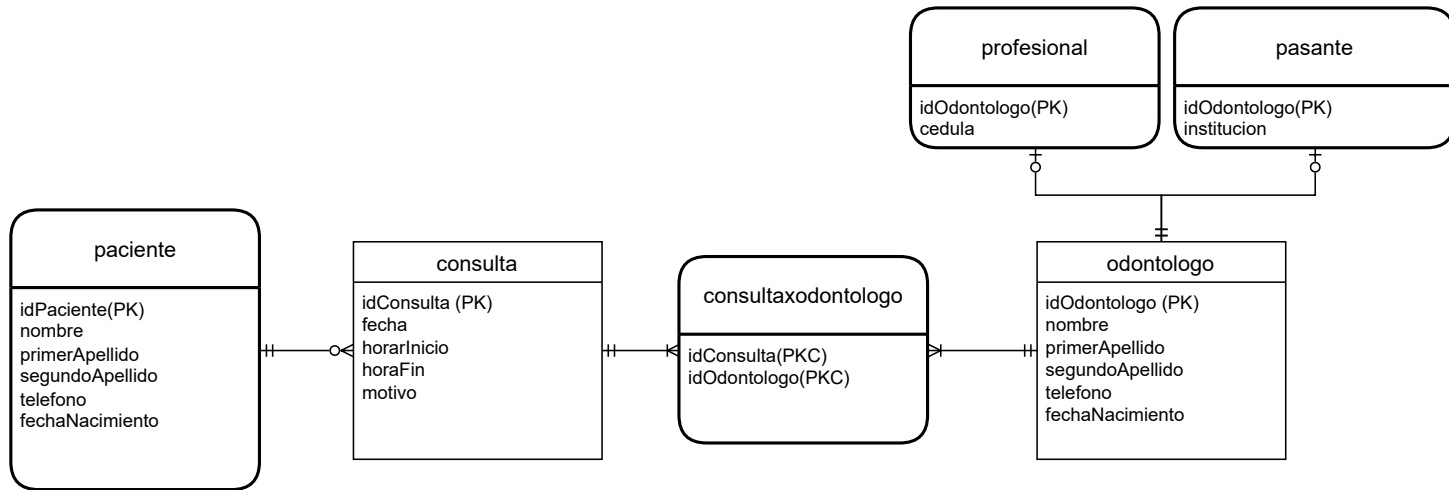 profesional
idOdontologo(PK)
cedula
pasante
idOdontologo(PK)
institucion
paciente
idPaciente(PK)
nombre
primerApellido
segundoApellido
telefono
fechaNacimiento
consulta
idConsulta (PK)
fecha
horarInicio
horaFin
motivo
consultaxodontologo
idConsulta(PKC)
idOdontologo(PKC)
odontologo
idOdontologo (PK)
nombre
primerApellido
segundoApellido
telefono
fechaNacimiento